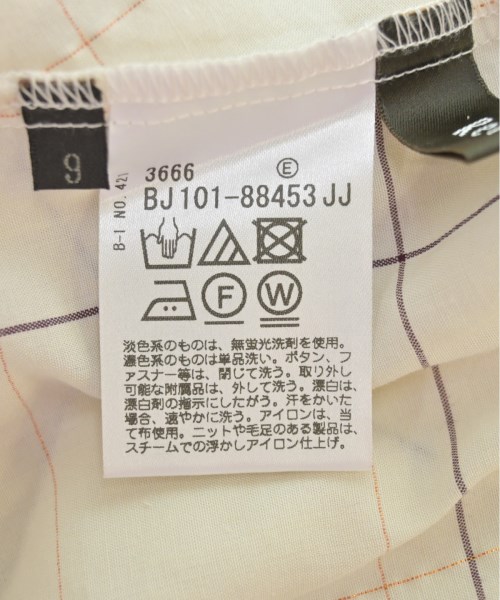 9
3666 Ⓔ
BJ101-88453 JJ
B-1 NO. 421
F W
淡色系のものは、無蛍光洗剤を使用。
濃色系のものは単品洗い。ボタン、フ
ァスナー等は、閉じて洗う。取り外し
可能な附属品は、外して洗う。漂白は、
漂白剤の指示にしたがう。汗をかいた
場合、速やかに洗う。アイロンは、当
て布使用。ニットや毛足のある製品は、
スチームでの浮かしアイロン仕上げ。